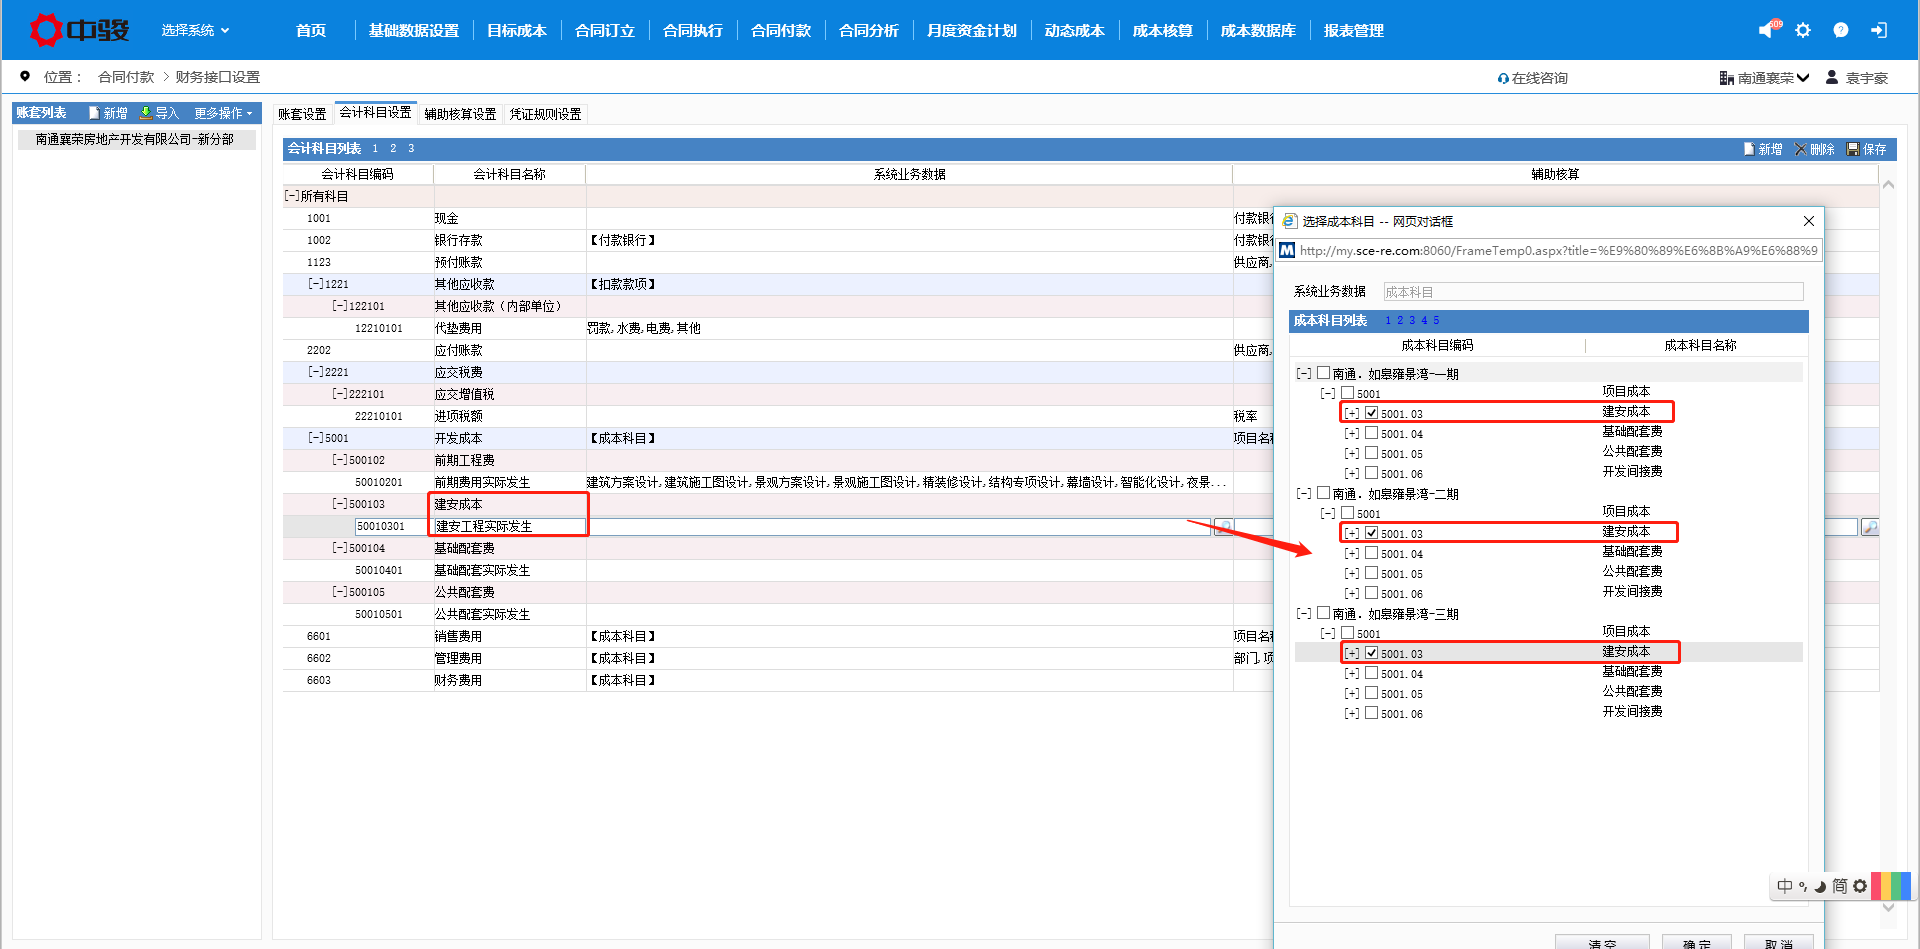 中骏 选择系统 首页 基础数据设置 目标成本 合同订立 合同执行 合同付款 合同分析 月度资金计划 动态成本 成本核算 成本数据库 报表管理 509
位置： 合同付款 > 财务接口设置 在线咨询 南通襄荣 袁宇豪
账套列表 新增 导入 更多操作
南通襄荣房地产开发有限公司-新分部
账套设置 会计科目设置 辅助核算设置 凭证规则设置
会计科目列表 1 2 3 新增 删除 保存
会计科目编码 会计科目名称 系统业务数据 辅助核算
[-]所有科目
1001 现金 付款银行
1002 银行存款 【付款银行】 付款银行
1123 预付账款 供应商,
[-]1221 其他应收款 【扣款款项】
[-]122101 其他应收款（内部单位）
12210101 代垫费用 罚款,水费,电费,其他
2202 应付账款 供应商,
[-]2221 应交税费
[-]222101 应交增值税
22210101 进项税额 税率
[-]5001 开发成本 【成本科目】 项目名称
[-]500102 前期工程费
50010201 前期费用实际发生 建筑方案设计,建筑施工图设计,景观方案设计,景观施工图设计,精装修设计,结构专项设计,幕墙设计,智能化设计,夜景...
[-]500103 建安成本
50010301 建安工程实际发生
[-]500104 基础配套费
50010401 基础配套实际发生
[-]500105 公共配套费
50010501 公共配套实际发生
6601 销售费用 【成本科目】 项目名称
6602 管理费用 【成本科目】 部门,项
6603 财务费用 【成本科目】
选择成本科目 -- 网页对话框
http://my.sce-re.com:8060/FrameTemp0.aspx?title=%E9%80%89%E6%8B%A9%E6%88%9
系统业务数据 成本科目
成本科目列表 1 2 3 4 5
成本科目编码 成本科目名称
[-] 南通．如皋雍景湾-一期
[-] 5001 项目成本
[+] 5001.03 建安成本
[+] 5001.04 基础配套费
[+] 5001.05 公共配套费
[+] 5001.06 开发间接费
[-] 南通．如皋雍景湾-二期
[-] 5001 项目成本
[+] 5001.03 建安成本
[+] 5001.04 基础配套费
[+] 5001.05 公共配套费
[+] 5001.06 开发间接费
[-] 南通．如皋雍景湾-三期
[-] 5001 项目成本
[+] 5001.03 建安成本
[+] 5001.04 基础配套费
[+] 5001.05 公共配套费
[+] 5001.06 开发间接费
中 °, 简
清空 确定 取消